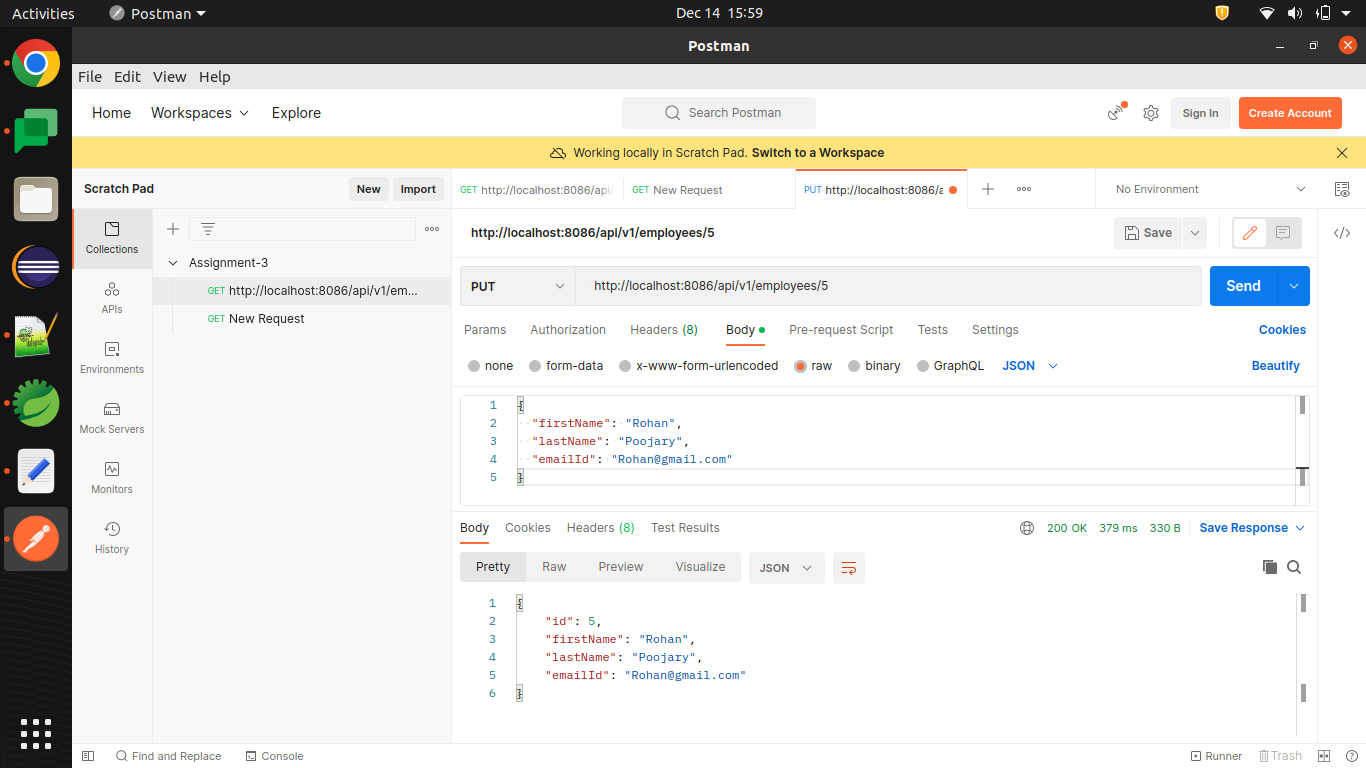 Activities Postman Dec 14 15:59
Postman
File Edit View Help
Home Workspaces Explore Search Postman Sign In Create Account
Working locally in Scratch Pad. Switch to a Workspace
Scratch Pad New Import GET http://localhost:8086/api/ GET New Request PUT http://localhost:8086/a No Environment
Collections
APIs
Environments
Mock Servers
Monitors
History
Assignment-3
GET http://localhost:8086/api/v1/em...
GET New Request
http://localhost:8086/api/v1/employees/5 Save
PUT http://localhost:8086/api/v1/employees/5 Send
Params Authorization Headers (8) Body Pre-request Script Tests Settings Cookies
none form-data x-www-form-urlencoded raw binary GraphQL JSON Beautify
1 {
2 "firstName": "Rohan",
3 "lastName": "Poojary",
4 "emailId": "Rohan@gmail.com"
5 }
Body Cookies Headers (8) Test Results 200 OK 379 ms 330 B Save Response
Pretty Raw Preview Visualize JSON
1 {
2 "id": 5,
3 "firstName": "Rohan",
4 "lastName": "Poojary",
5 "emailId": "Rohan@gmail.com"
6 }
Find and Replace Console Runner Trash